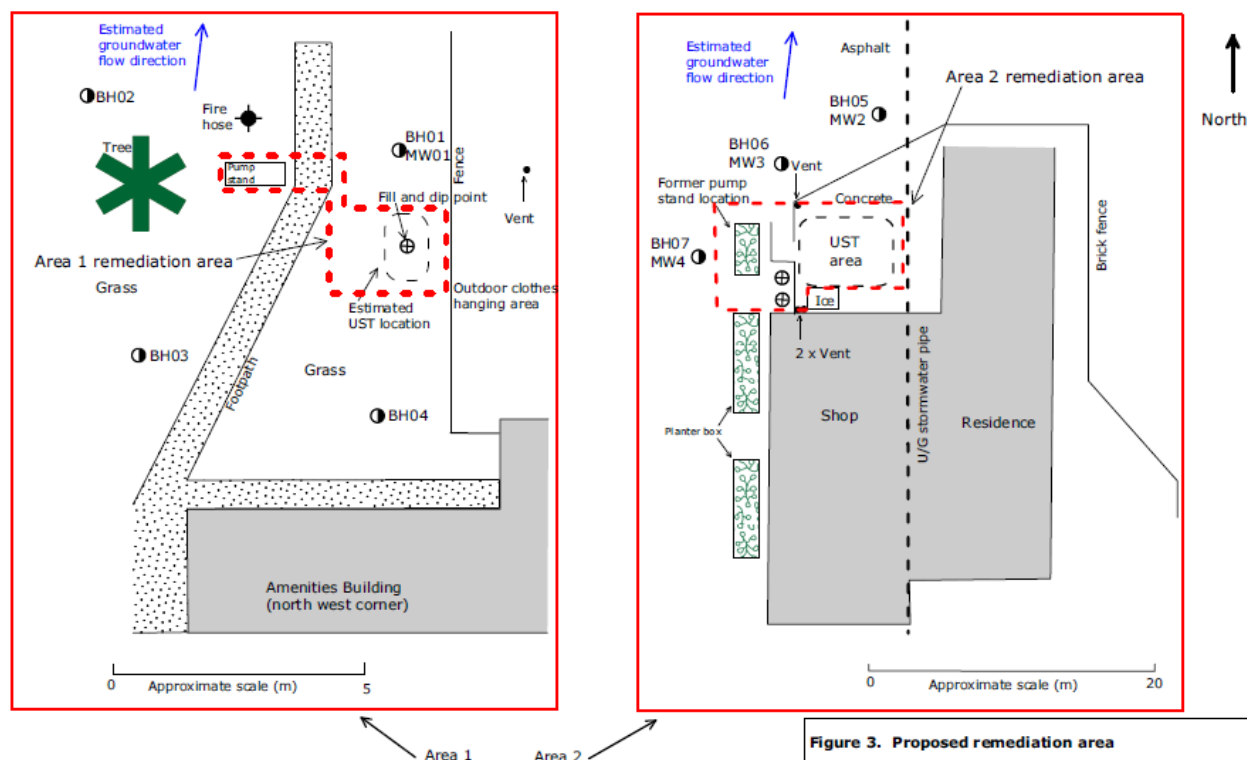 Estimated
groundwater
flow direction
BH02
Fire
hose
Tree
Pump
stand
BH01
MW01
Fence
Fill and dip point
Vent
Area 1 remediation area
Grass
Estimated
UST location
Outdoor clothes
hanging area
BH03
Footpath
Grass
BH04
Amenities Building
(north west corner)
0
Approximate scale (m)
5
Estimated
groundwater
flow direction
Asphalt
Area 2 remediation area
BH05
MW2
BH06
MW3
Vent
Former pump
stand location
Concrete
BH07
MW4
UST
area
Brick fence
Ice
2 x Vent
Shop
U/G stormwater pipe
Residence
Planter box
0
Approximate scale (m)
20
North
Area 1
Area 2
Figure 3. Proposed remediation area